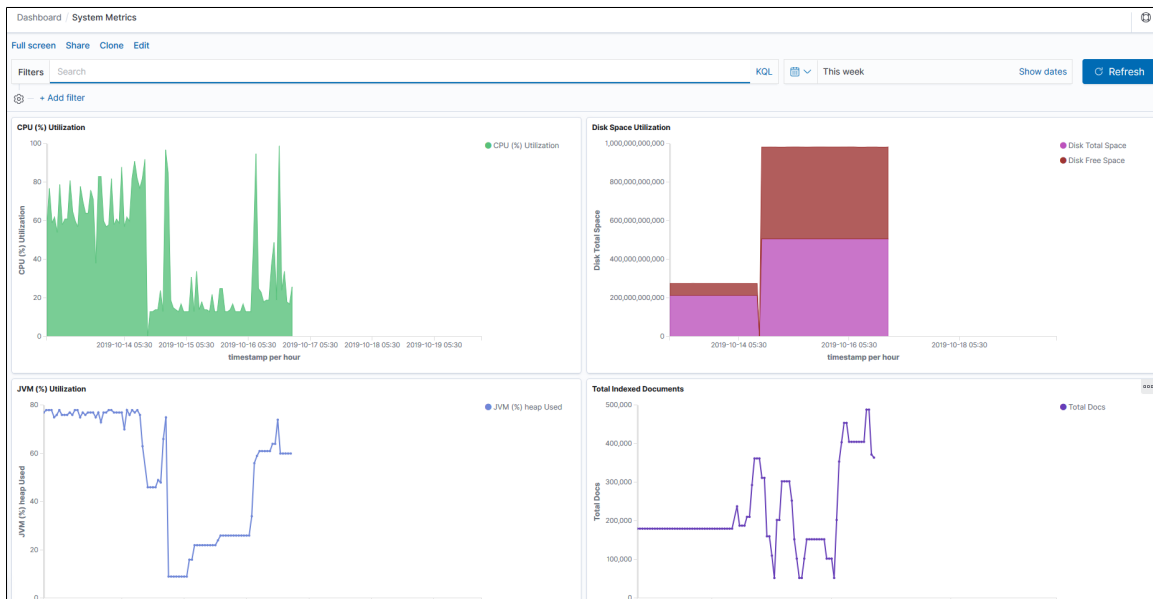 Dashboard / System Metrics
Full screen Share Clone Edit
Filters Search KQL This week Show dates Refresh
+ Add filter
CPU (%) Utilization
100
80
60
40
20
0
CPU (%) Utilization
2019-10-14 05:30 2019-10-15 05:30 2019-10-16 05:30 2019-10-17 05:30 2019-10-18 05:30 2019-10-19 05:30
timestamp per hour
CPU (%) Utilization
Disk Space Utilization
1,000,000,000,000
800,000,000,000
600,000,000,000
400,000,000,000
200,000,000,000
0
Disk Total Space
2019-10-14 05:30 2019-10-16 05:30 2019-10-18 05:30
timestamp per hour
Disk Total Space
Disk Free Space
JVM (%) Utilization
80
60
40
20
0
JVM (%) heap Used
JVM (%) heap Used
Total Indexed Documents
500,000
400,000
300,000
200,000
100,000
0
Total Docs
Total Docs